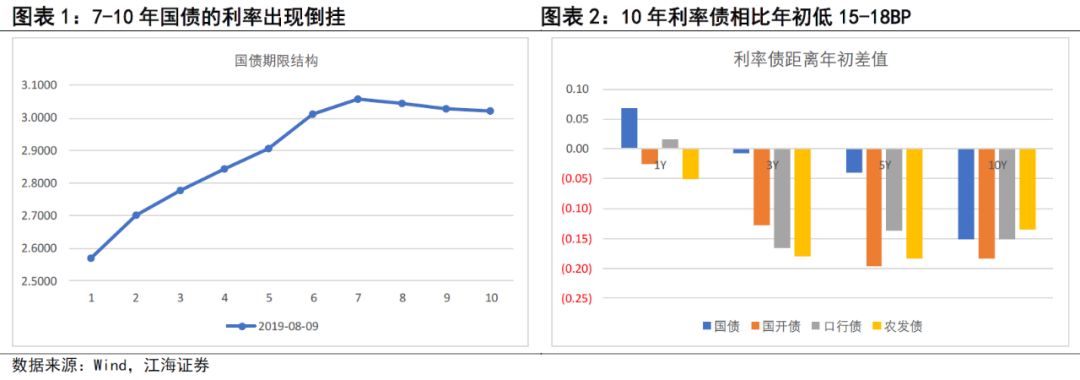 图表 1：7-10 年国债的利率出现倒挂
国债期限结构
3.1000
3.0000
2.9000
2.8000
2.7000
2.6000
2.5000
1 2 3 4 5 6 7 8 9 10
2019-08-09
图表 2：10 年利率债相比年初低 15-18BP
利率债距离年初差值
0.10
0.05
0.00
(0.05)
(0.10)
(0.15)
(0.20)
(0.25)
1Y 3Y 5Y 10Y
国债 国开债 口行债 农发债
数据来源：Wind，江海证券